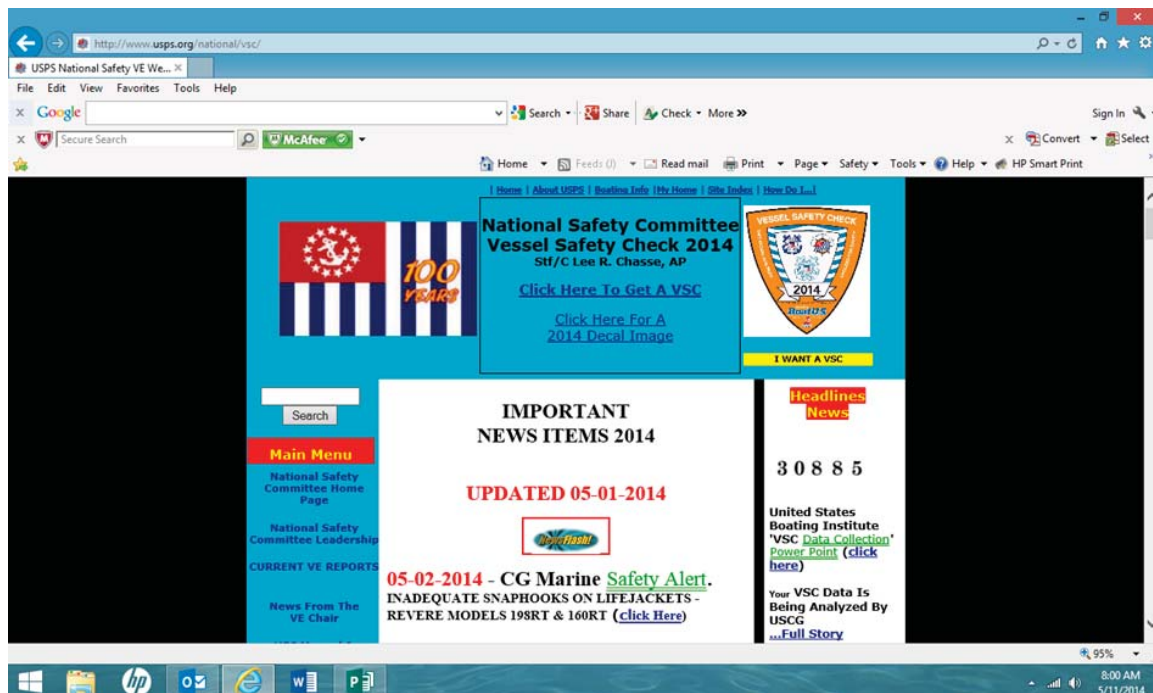 http://www.usps.org/national/vsc/
USPS National Safety VE We...
File Edit View Favorites Tools Help
Google Search Share Check More >> Sign In
Secure Search McAfee Convert Select
Home Feeds (J) Read mail Print Page Safety Tools Help HP Smart Print
| Home | About USPS | Boating Info |My Home | Site Index | How Do I...|
100
YEARS
National Safety Committee
Vessel Safety Check 2014
Stf/C Lee R. Chasse, AP
Click Here To Get A VSC
Click Here For A
2014 Decal Image
VESSEL SAFETY CHECK
2014
BoatUS
I WANT A VSC
Search
Main Menu
National Safety
Committee Home
Page
National Safety
Committee Leadership
CURRENT VE REPORTS
News From The
VE Chair
IMPORTANT
NEWS ITEMS 2014
UPDATED 05-01-2014
NewsFlash!
05-02-2014 - CG Marine Safety Alert.
INADEQUATE SNAPHOOKS ON LIFEJACKETS -
REVERE MODELS 198RT & 160RT (Click Here)
Headlines
News
30885
United States
Boating Institute
'VSC Data Collection'
Power Point (click
here)
Your VSC Data Is
Being Analyzed By
USCG
...Full Story
95%
hp
8:00 AM
5/11/2014